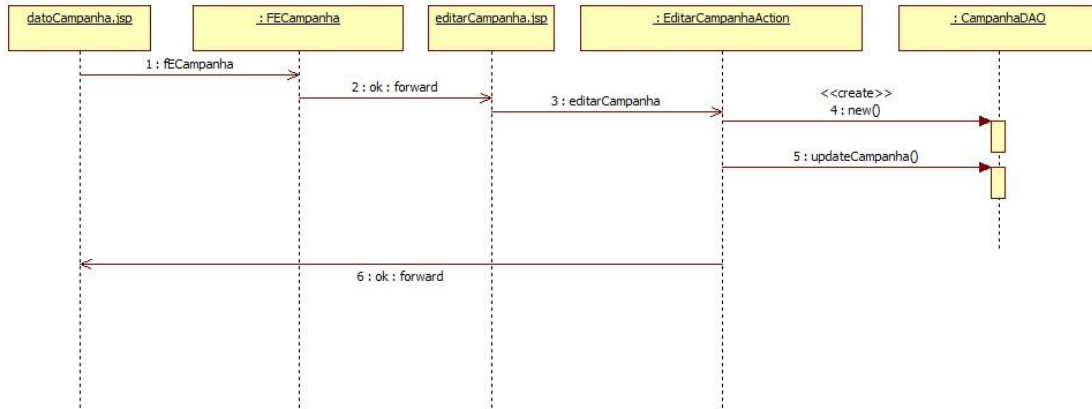 datoCampanha.jsp
: FECampanha
editarCampanha.jsp
: EditarCampanhaAction
: CampanhaDAO
1 : fECampanha
2 : ok : forward
3 : editarCampanha
<<create>>
4 : new()
5 : updateCampanha()
6 : ok : forward